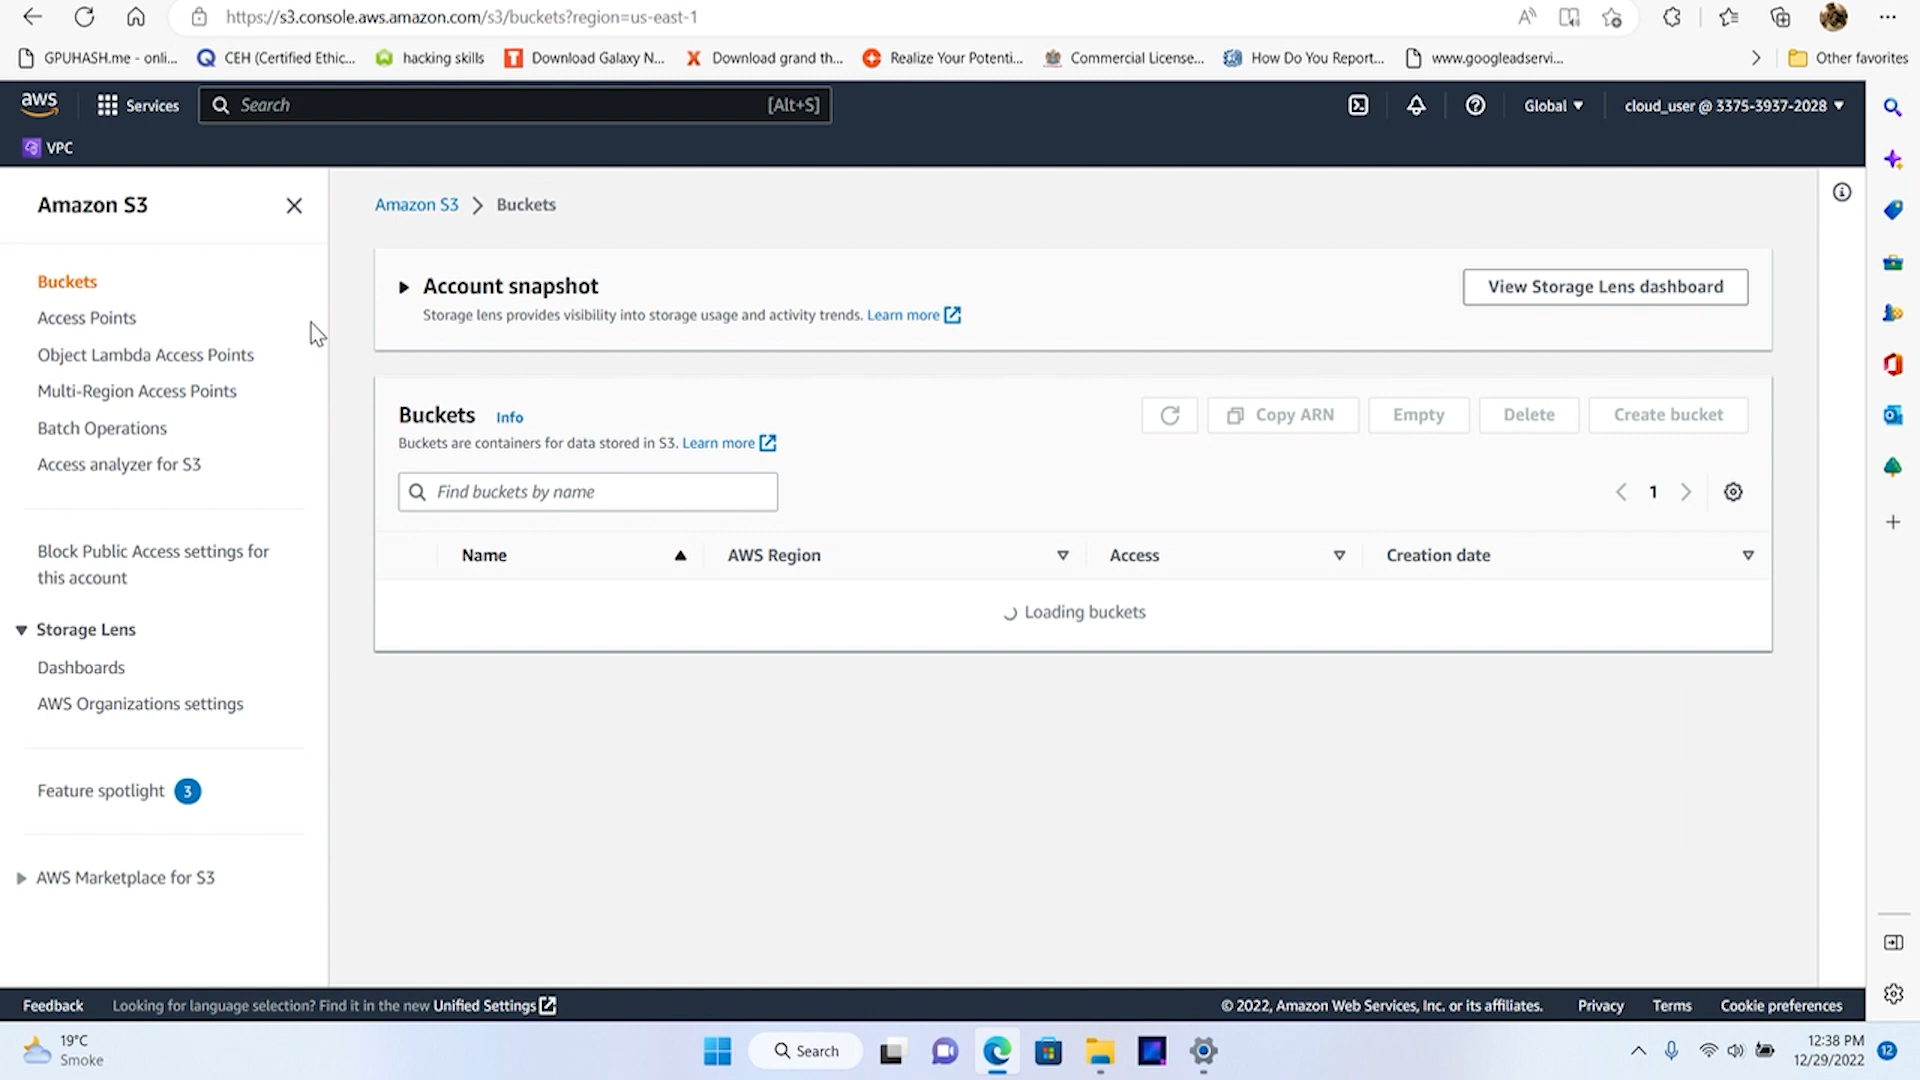 https://s3.console.aws.amazon.com/s3/buckets?region=us-east-1
GPUHASH.me - onli...
CEH (Certified Ethic...
hacking skills
Download Galaxy N...
Download grand th...
Realize Your Potenti...
Commercial License...
How Do You Report...
www.googleadservi...
Other favorites
aws
Services
Search
[Alt+S]
Global
cloud_user @ 3375-3937-2028
VPC
Amazon S3
Buckets
Access Points
Object Lambda Access Points
Multi-Region Access Points
Batch Operations
Access analyzer for S3
Block Public Access settings for
this account
Storage Lens
Dashboards
AWS Organizations settings
Feature spotlight 3
AWS Marketplace for S3
Amazon S3 > Buckets
Account snapshot
Storage lens provides visibility into storage usage and activity trends. Learn more
View Storage Lens dashboard
Buckets Info
Buckets are containers for data stored in S3. Learn more
Copy ARN
Empty
Delete
Create bucket
Find buckets by name
1
Name
AWS Region
Access
Creation date
Loading buckets
Feedback
Looking for language selection? Find it in the new Unified Settings
© 2022, Amazon Web Services, Inc. or its affiliates.
Privacy
Terms
Cookie preferences
19°C
Smoke
Search
12:38 PM
12/29/2022
12